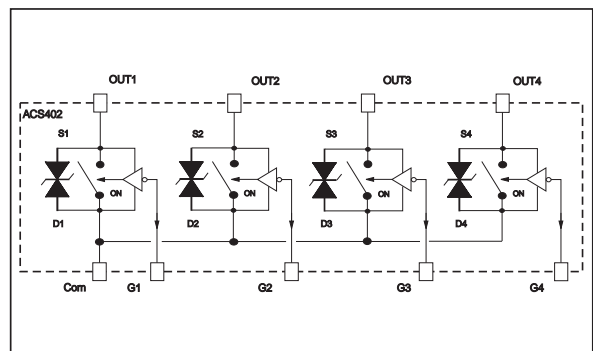 OUT1 OUT2 OUT3 OUT4
ACS402
S1 S2 S3 S4
ON ON ON ON
D1 D2 D3 D4
Com G1 G2 G3 G4